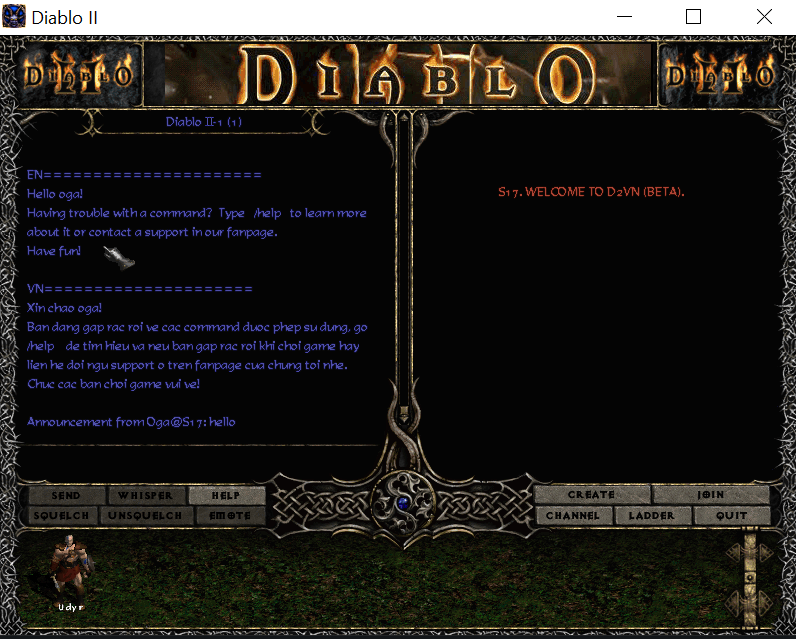 Diablo II
DIABLO II
DIABLO
DIABLO II
Diablo II-1 (1)
EN======================
Hello oga!
Having trouble with a command? Type /help to learn more
about it or contact a support in our fanpage.
Have fun!
VN=====================
Xin chao oga!
Ban dang gap rac roi ve cac command duoc phep su dung, go
/help de tim hieu va neu ban gap rac roi khi choi game hay
lien he doi ngu support o tren fanpage cua chung toi nhe.
Chuc cac ban choi game vui ve!
Announcement from Oga@S17: hello
S17. WELCOME TO D2VN (BETA).
SEND WHISPER HELP
SQUELCH UNSQUELCH EMOTE
CREATE JOIN
CHANNEL LADDER QUIT
Udyr